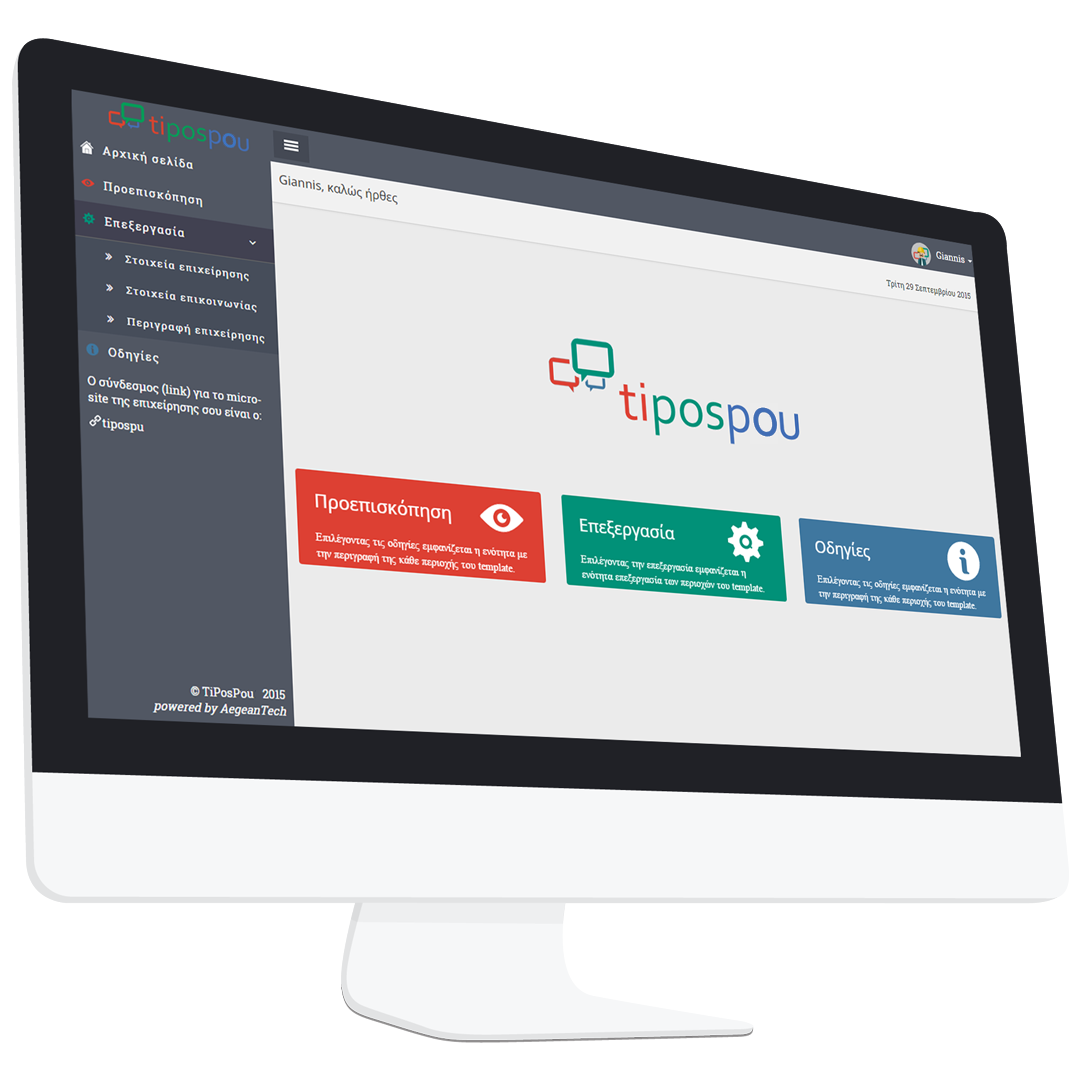 tipospou
Αρχική σελίδα
Προεπισκόπηση
Επεξεργασία
Στοιχεία επιχείρησης
Στοιχεία επικοινωνίας
Περιγραφή επιχείρησης
Οδηγίες
Ο σύνδεσμος (link) για το micro-
site της επιχείρησης σου είναι ο:
tipospu
© TiPosPou 2015
powered by AegeanTech
Giannis
Giannis, καλώς ήρθες
Τρίτη 29 Σεπτεμβρίου 2015
tipospou
Προεπισκόπηση
Επιλέγοντας τις οδηγίες εμφανίζεται η ενότητα με
την περιγραφή της κάθε περιοχής του template.
Επεξεργασία
Επιλέγοντας την επεξεργασία εμφανίζεται η
ενότητα επεξεργασία των περιοχών του template.
Οδηγίες
Επιλέγοντας τις οδηγίες εμφανίζεται η ενότητα με
την περιγραφή της κάθε περιοχής του template.